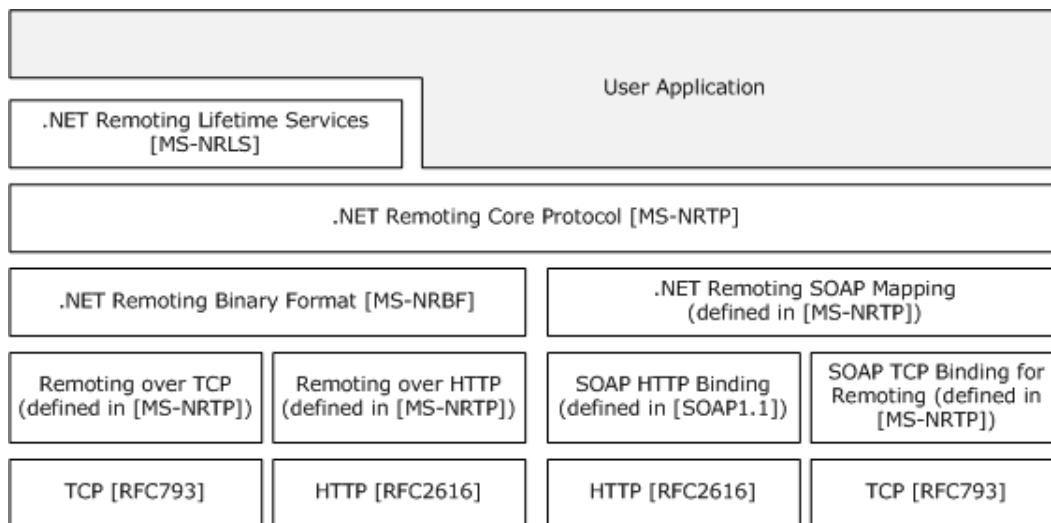 User Application
.NET Remoting Lifetime Services
[MS-NRLS]
.NET Remoting Core Protocol [MS-NRTP]
.NET Remoting Binary Format [MS-NRBF]
.NET Remoting SOAP Mapping
(defined in [MS-NRTP])
Remoting over TCP
(defined in [MS-NRTP])
Remoting over HTTP
(defined in [MS-NRTP])
SOAP HTTP Binding
(defined in [SOAP1.1])
SOAP TCP Binding for
Remoting (defined in
[MS-NRTP])
TCP [RFC793]
HTTP [RFC2616]
HTTP [RFC2616]
TCP [RFC793]